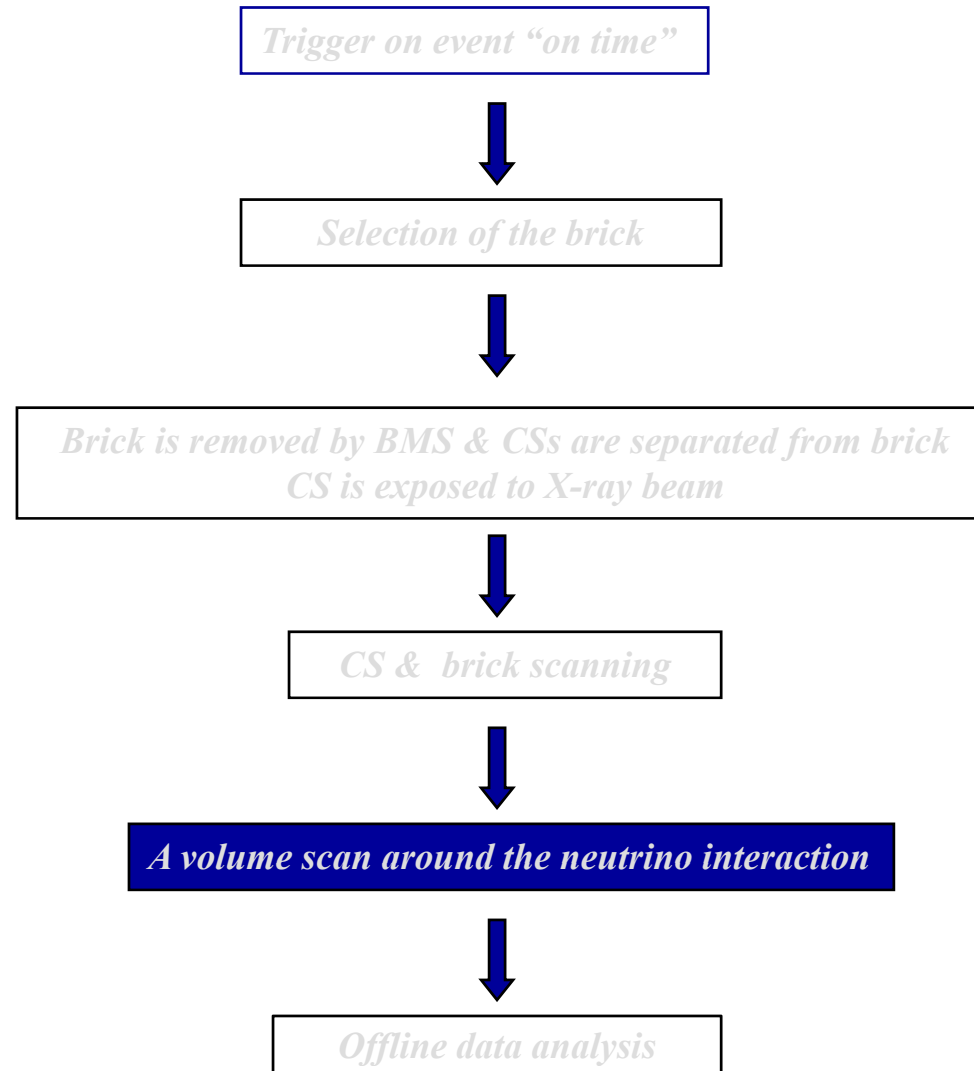 Trigger on event “on time”
Selection of the brick
Brick is removed by BMS & CSs are separated from brick
CS is exposed to X-ray beam
CS & brick scanning
A volume scan around the neutrino interaction
Offline data analysis